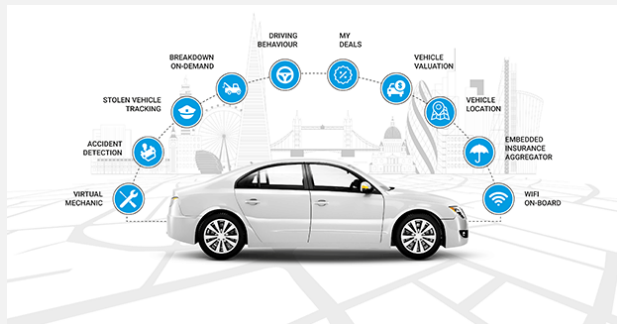 DRIVING
BEHAVIOUR
MY
DEALS
BREAKDOWN
ON-DEMAND
VEHICLE
VALUATION
STOLEN VEHICLE
TRACKING
VEHICLE
LOCATION
ACCIDENT
DETECTION
EMBEDDED
INSURANCE
AGGREGATOR
VIRTUAL
MECHANIC
WIFI
ON-BOARD